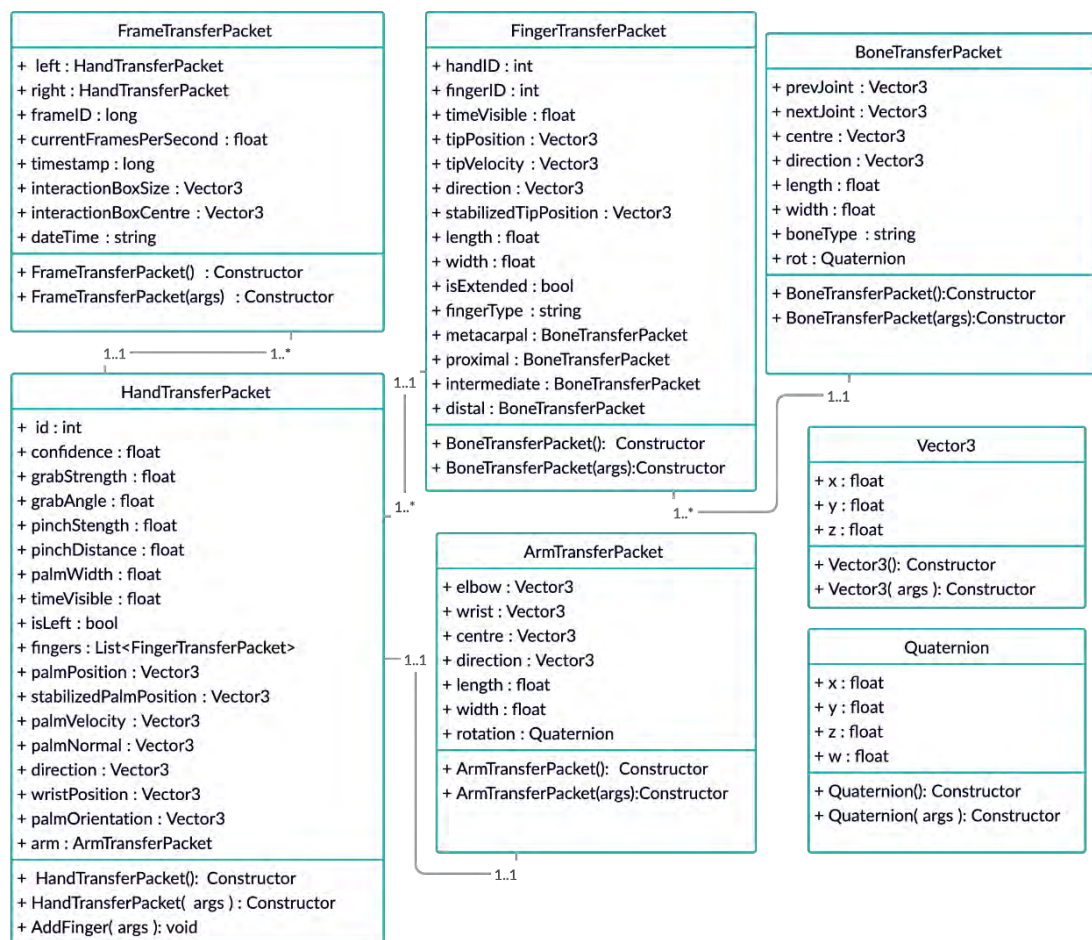 FrameTransferPacket
+ left : HandTransferPacket
+ right : HandTransferPacket
+ frameID : long
+ currentFramesPerSecond : float
+ timestamp : long
+ interactionBoxSize : Vector3
+ interactionBoxCentre : Vector3
+ dateTime : string
+ FrameTransferPacket() : Constructor
+ FrameTransferPacket(args) : Constructor
1..1
1..*
HandTransferPacket
+ id : int
+ confidence : float
+ grabStrength : float
+ grabAngle : float
+ pinchStength : float
+ pinchDistance : float
+ palmWidth : float
+ timeVisible : float
+ isLeft : bool
+ fingers : List<FingerTransferPacket>
+ palmPosition : Vector3
+ stabilizedPalmPosition : Vector3
+ palmVelocity : Vector3
+ palmNormal : Vector3
+ direction : Vector3
+ wristPosition : Vector3
+ palmOrientation : Vector3
+ arm : ArmTransferPacket
+ HandTransferPacket(): Constructor
+ HandTransferPacket( args ) : Constructor
+ AddFinger( args ): void
1..1
1..*
1..1
1..1
FingerTransferPacket
+ handID : int
+ fingerID : int
+ timeVisible : float
+ tipPosition : Vector3
+ tipVelocity : Vector3
+ direction : Vector3
+ stabilizedTipPosition : Vector3
+ length : float
+ width : float
+ isExtended : bool
+ fingerType : string
+ metacarpal : BoneTransferPacket
+ proximal : BoneTransferPacket
+ intermediate : BoneTransferPacket
+ distal : BoneTransferPacket
+ BoneTransferPacket(): Constructor
+ BoneTransferPacket(args):Constructor
1..*
1..1
ArmTransferPacket
+ elbow : Vector3
+ wrist : Vector3
+ centre : Vector3
+ direction : Vector3
+ length : float
+ width : float
+ rotation : Quaternion
+ ArmTransferPacket(): Constructor
+ ArmTransferPacket(args):Constructor
BoneTransferPacket
+ prevJoint : Vector3
+ nextJoint : Vector3
+ centre : Vector3
+ direction : Vector3
+ length : float
+ width : float
+ boneType : string
+ rot : Quaternion
+ BoneTransferPacket():Constructor
+ BoneTransferPacket(args):Constructor
Vector3
+ x : float
+ y : float
+ z : float
+ Vector3(): Constructor
+ Vector3( args ): Constructor
Quaternion
+ x : float
+ y : float
+ z : float
+ w : float
+ Quaternion(): Constructor
+ Quaternion( args ): Constructor